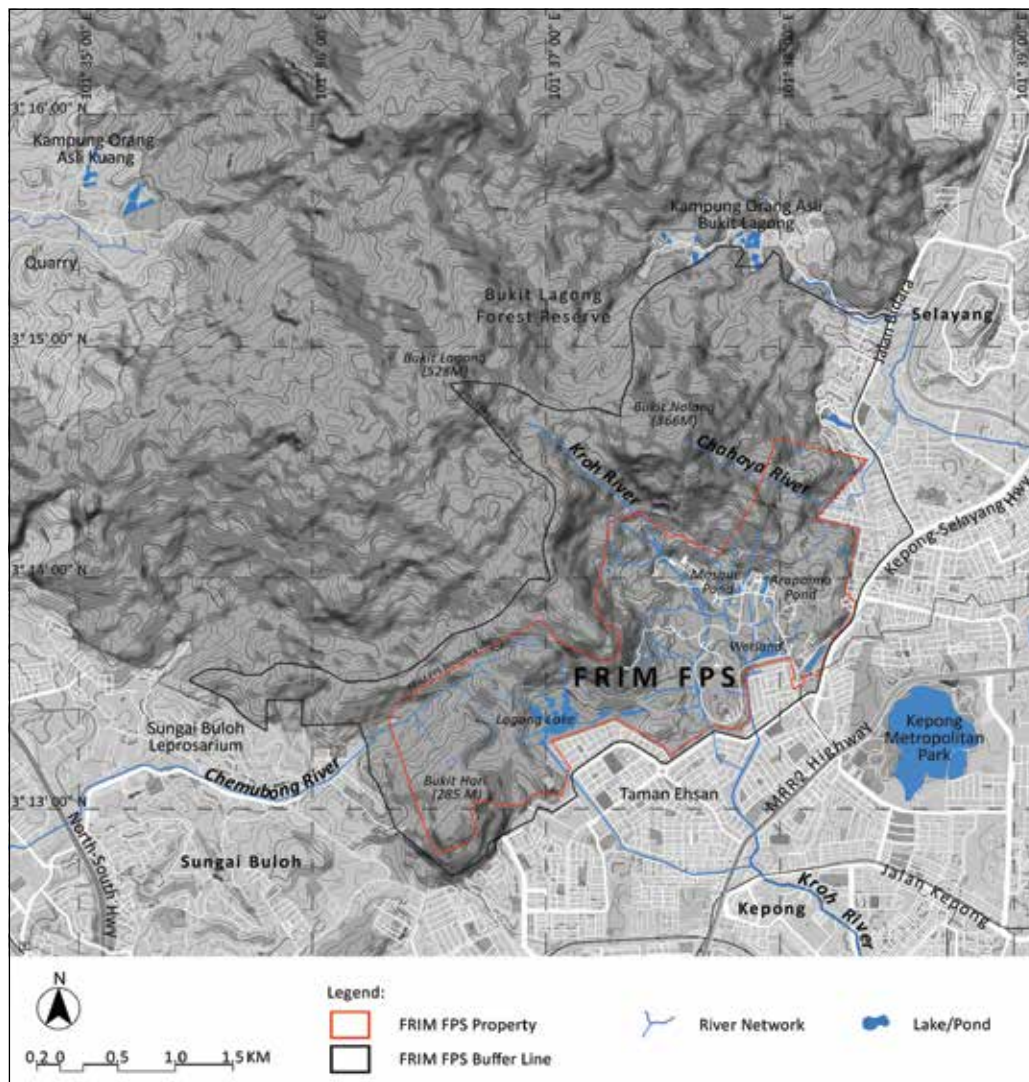 101° 35' 00" E
101° 36' 00" E
101° 37' 00" E
101° 38' 00" E
101° 39' 00" E
3° 16' 00" N
Kampung Orang
Asli Kuang
Kampung Orang Asli
Bukit Lagong
Quarry
Bukit Lagong
Forest Reserve
Jalan Bidara
Selayang
3° 15' 00" N
Bukit Lagong
(528M)
Bukit Nolang
(366M)
Kroh River
Chahaya River
Kepong-Selayang Hwy
3° 14' 00" N
Pond
Arapaima
Pond
Wetland
FRIM FPS
Sungai Buloh
Leprosarium
Lagong Lake
Kepong
Metropolitan
Park
Chemubong River
Bukit Hari
(285 M)
Taman Ehsan
MRR2 Highway
3° 13' 00" N
North-South Hwy
Sungai Buloh
Jalan Kepong
Kepong
Kroh River
N
Legend:
FRIM FPS Property
River Network
Lake/Pond
FRIM FPS Buffer Line
0.2 0 0.5 1.0 1.5 KM